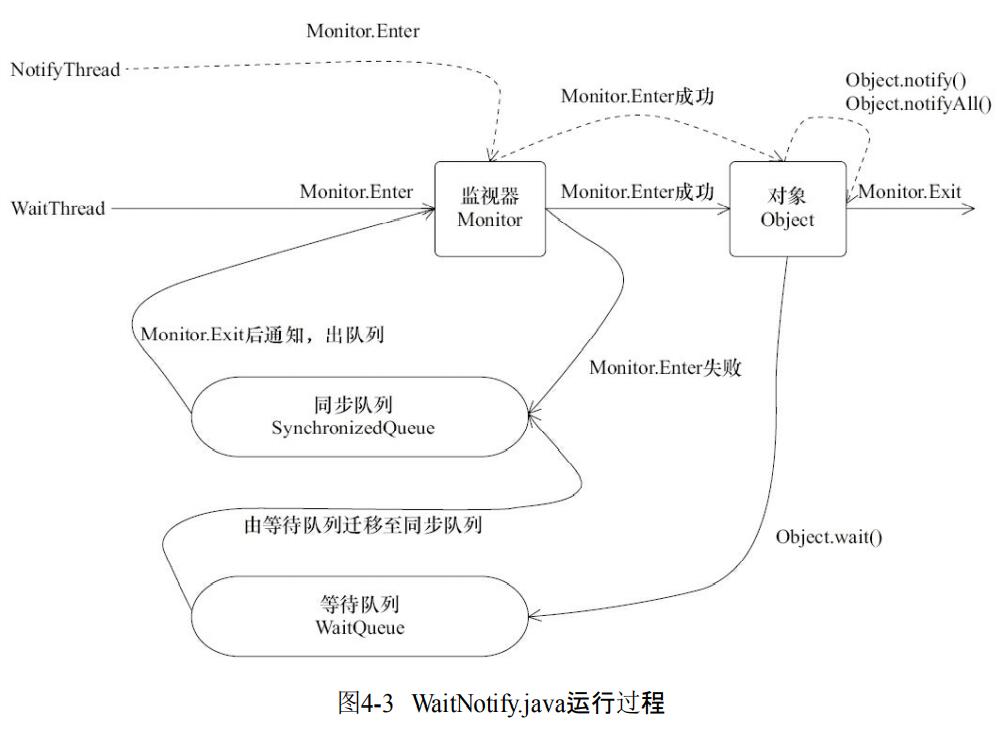 Monitor.Enter
NotifyThread
Object.notify()
Object.notifyAll()
Monitor.Enter成功
WaitThread
Monitor.Enter
监视器
Monitor
Monitor.Enter成功
对象
Object
Monitor.Exit
Monitor.Exit后通知，出队列
Monitor.Enter失败
同步队列
SynchronizedQueue
由等待队列迁移至同步队列
Object.wait()
等待队列
WaitQueue
图4-3 WaitNotify.java运行过程